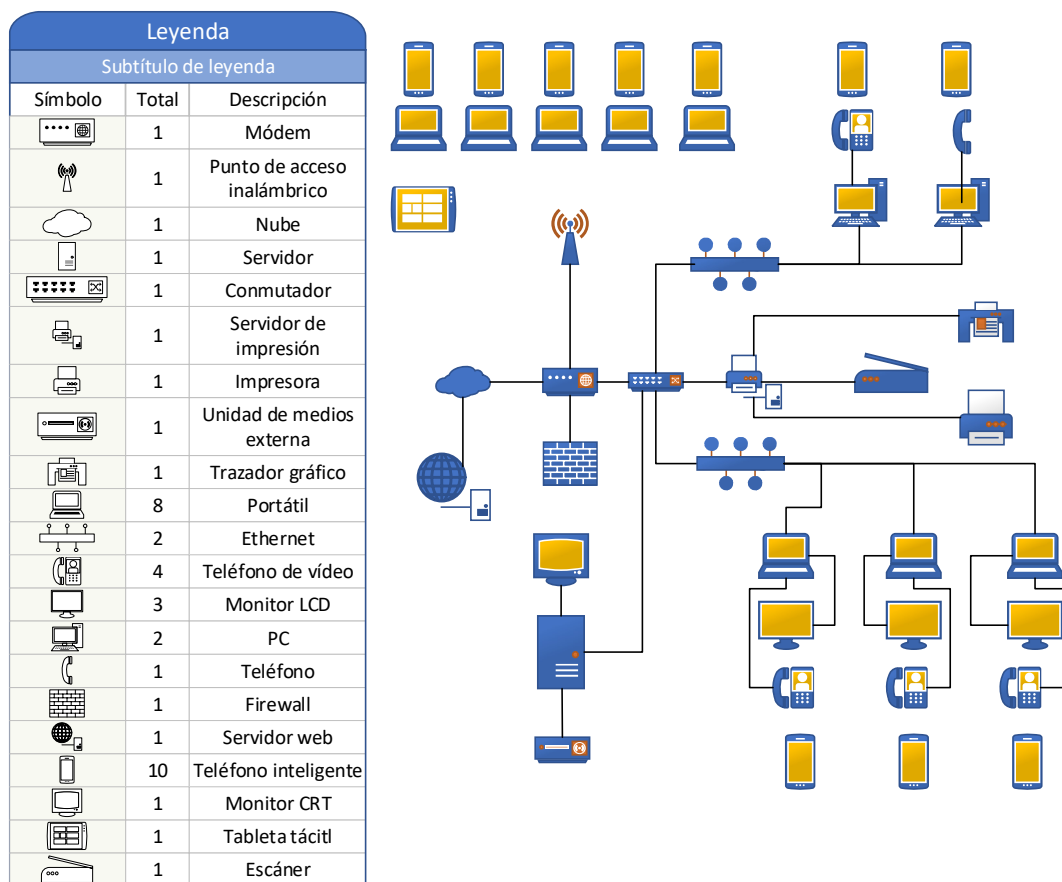 Leyenda
Subtítulo de leyenda
Símbolo Total Descripción
1 Módem
1 Punto de acceso
inalámbrico
1 Nube
1 Servidor
1 Conmutador
1 Servidor de
impresión
1 Impresora
1 Unidad de medios
externa
1 Trazador gráfico
8 Portátil
2 Ethernet
4 Teléfono de vídeo
3 Monitor LCD
2 PC
1 Teléfono
1 Firewall
1 Servidor web
10 Teléfono inteligente
1 Monitor CRT
1 Tableta tácitl
1 Escáner